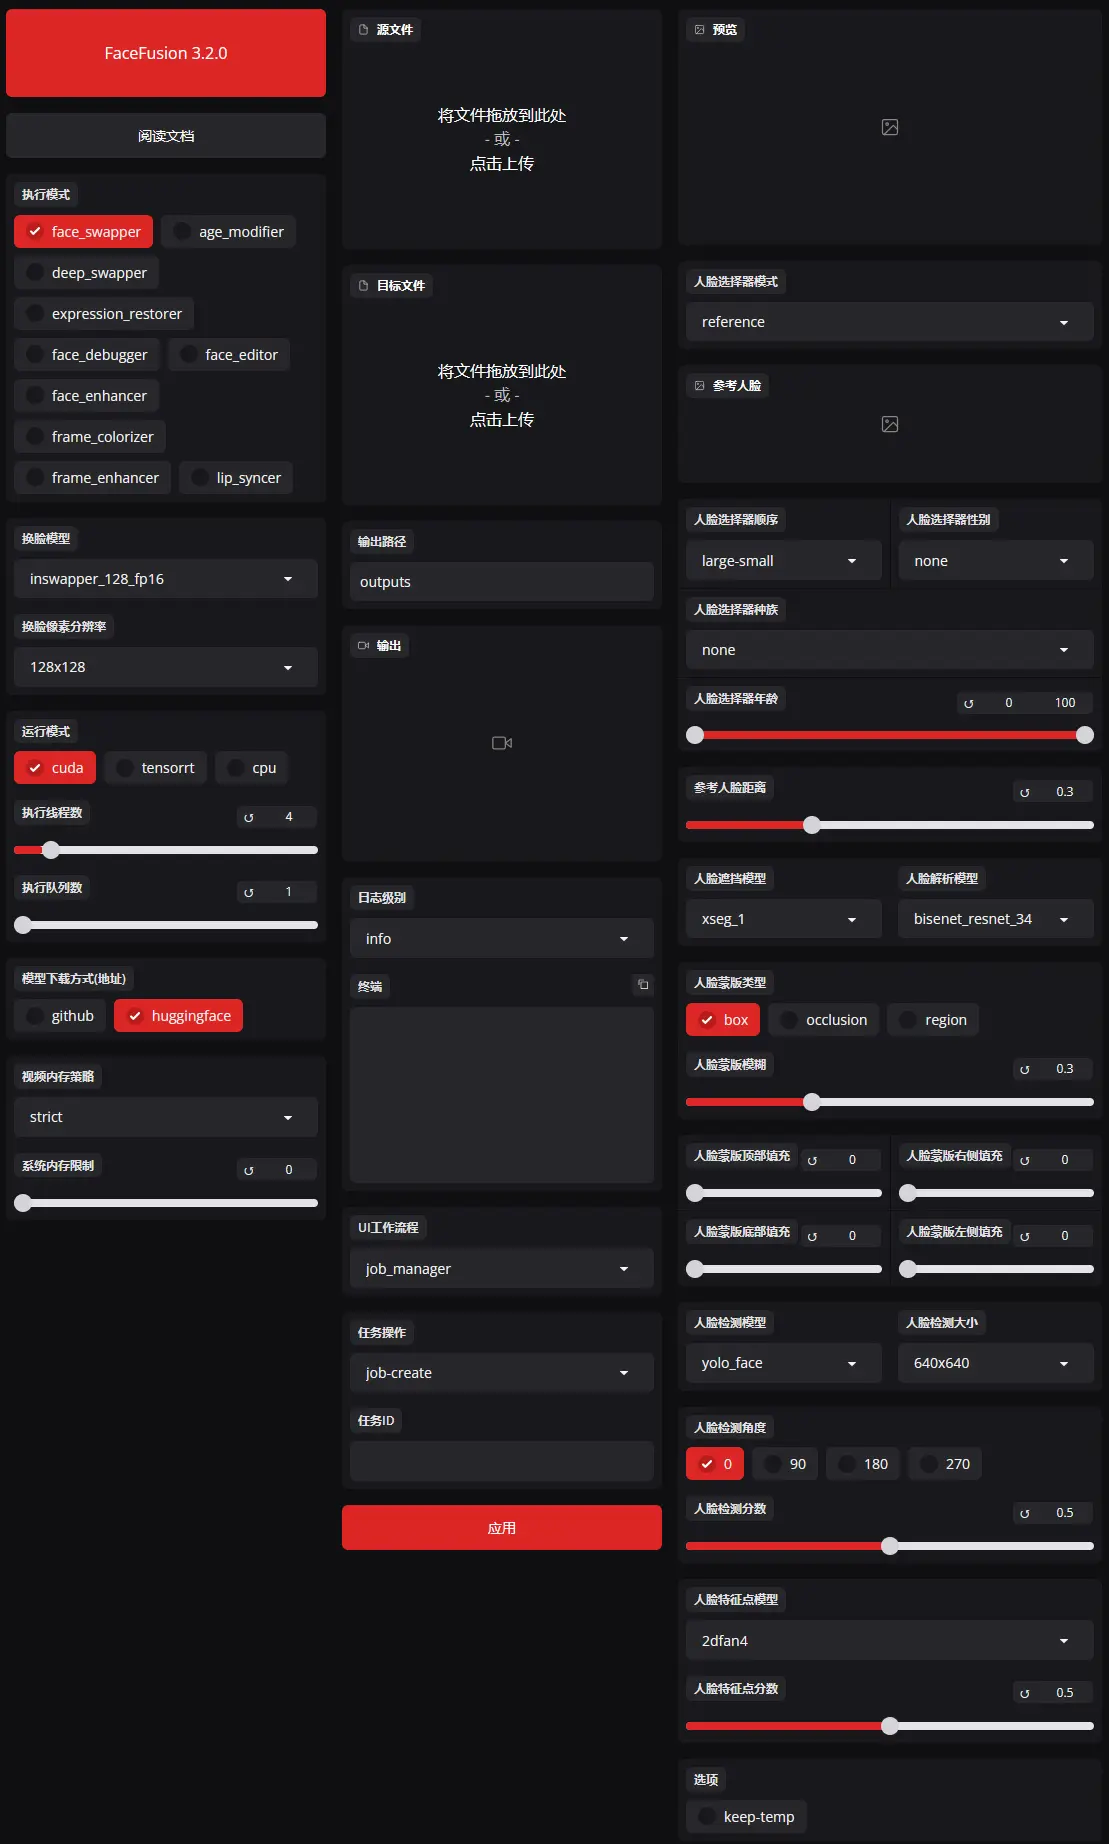 FaceFusion 3.2.0
阅读文档
执行模式
face_swapper
age_modifier
deep_swapper
expression_restorer
face_debugger
face_editor
face_enhancer
frame_colorizer
frame_enhancer
lip_syncer
换脸模型
inswapper_128_fp16
换脸像素分辨率
128x128
运行模式
cuda
tensorrt
cpu
执行线程数
4
执行队列数
1
模型下载方式(地址)
github
huggingface
视频内存策略
strict
系统内存限制
0
源文件
将文件拖放到此处
- 或 -
点击上传
目标文件
将文件拖放到此处
- 或 -
点击上传
输出路径
outputs
输出
日志级别
info
终端
UI工作流程
job_manager
任务操作
job-create
任务ID
应用
预览
人脸选择器模式
reference
参考人脸
人脸选择器顺序
large-small
人脸选择器性别
none
人脸选择器种族
none
人脸选择器年龄
0
100
参考人脸距离
0.3
人脸遮挡模型
xseg_1
人脸解析模型
bisenet_resnet_34
人脸蒙版类型
box
occlusion
region
人脸蒙版模糊
0.3
人脸蒙版顶部填充
0
人脸蒙版右侧填充
0
人脸蒙版底部填充
0
人脸蒙版左侧填充
0
人脸检测模型
yolo_face
人脸检测大小
640x640
人脸检测角度
0
90
180
270
人脸检测分数
0.5
人脸特征点模型
2dfan4
人脸特征点分数
0.5
选项
keep-temp